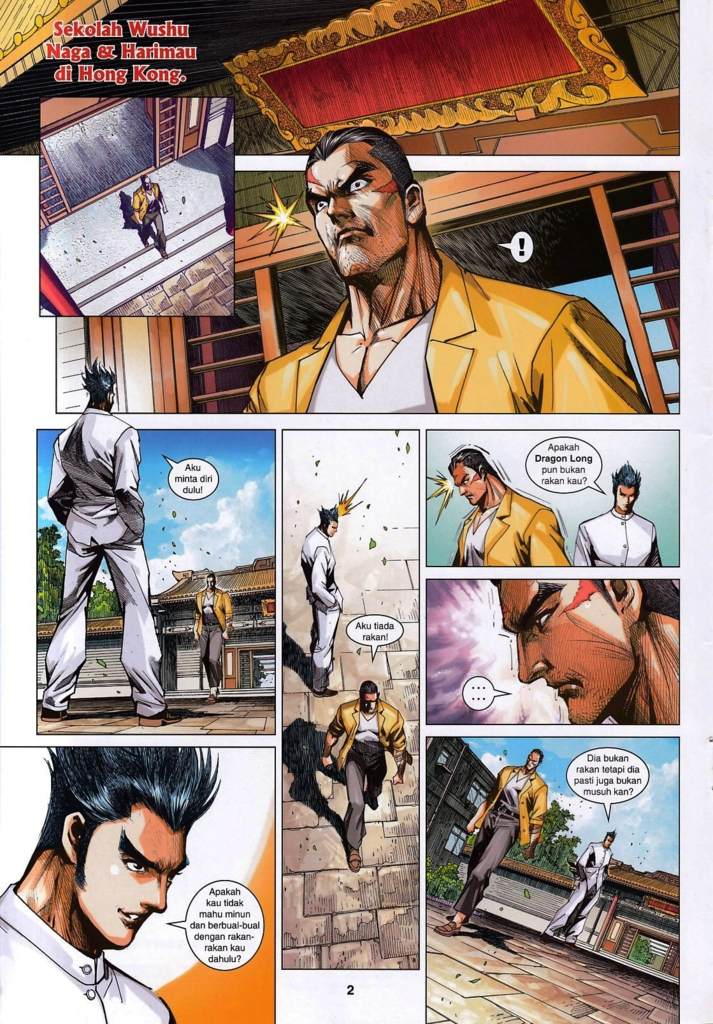 Sekolah Wushu
Naga & Harimau
di Hong Kong.
!
Aku
minta diri
dulu!
Aku tiada
rakan!
Apakah
Dragon Long
pun bukan
rakan kau?
...
...
Apakah
kau tidak
mahu minun
dan berbual-bual
dengan rakan-
rakan kau
dahulu?
Dia bukan
rakan tetapi dia
pasti juga bukan
musuh kan?
2